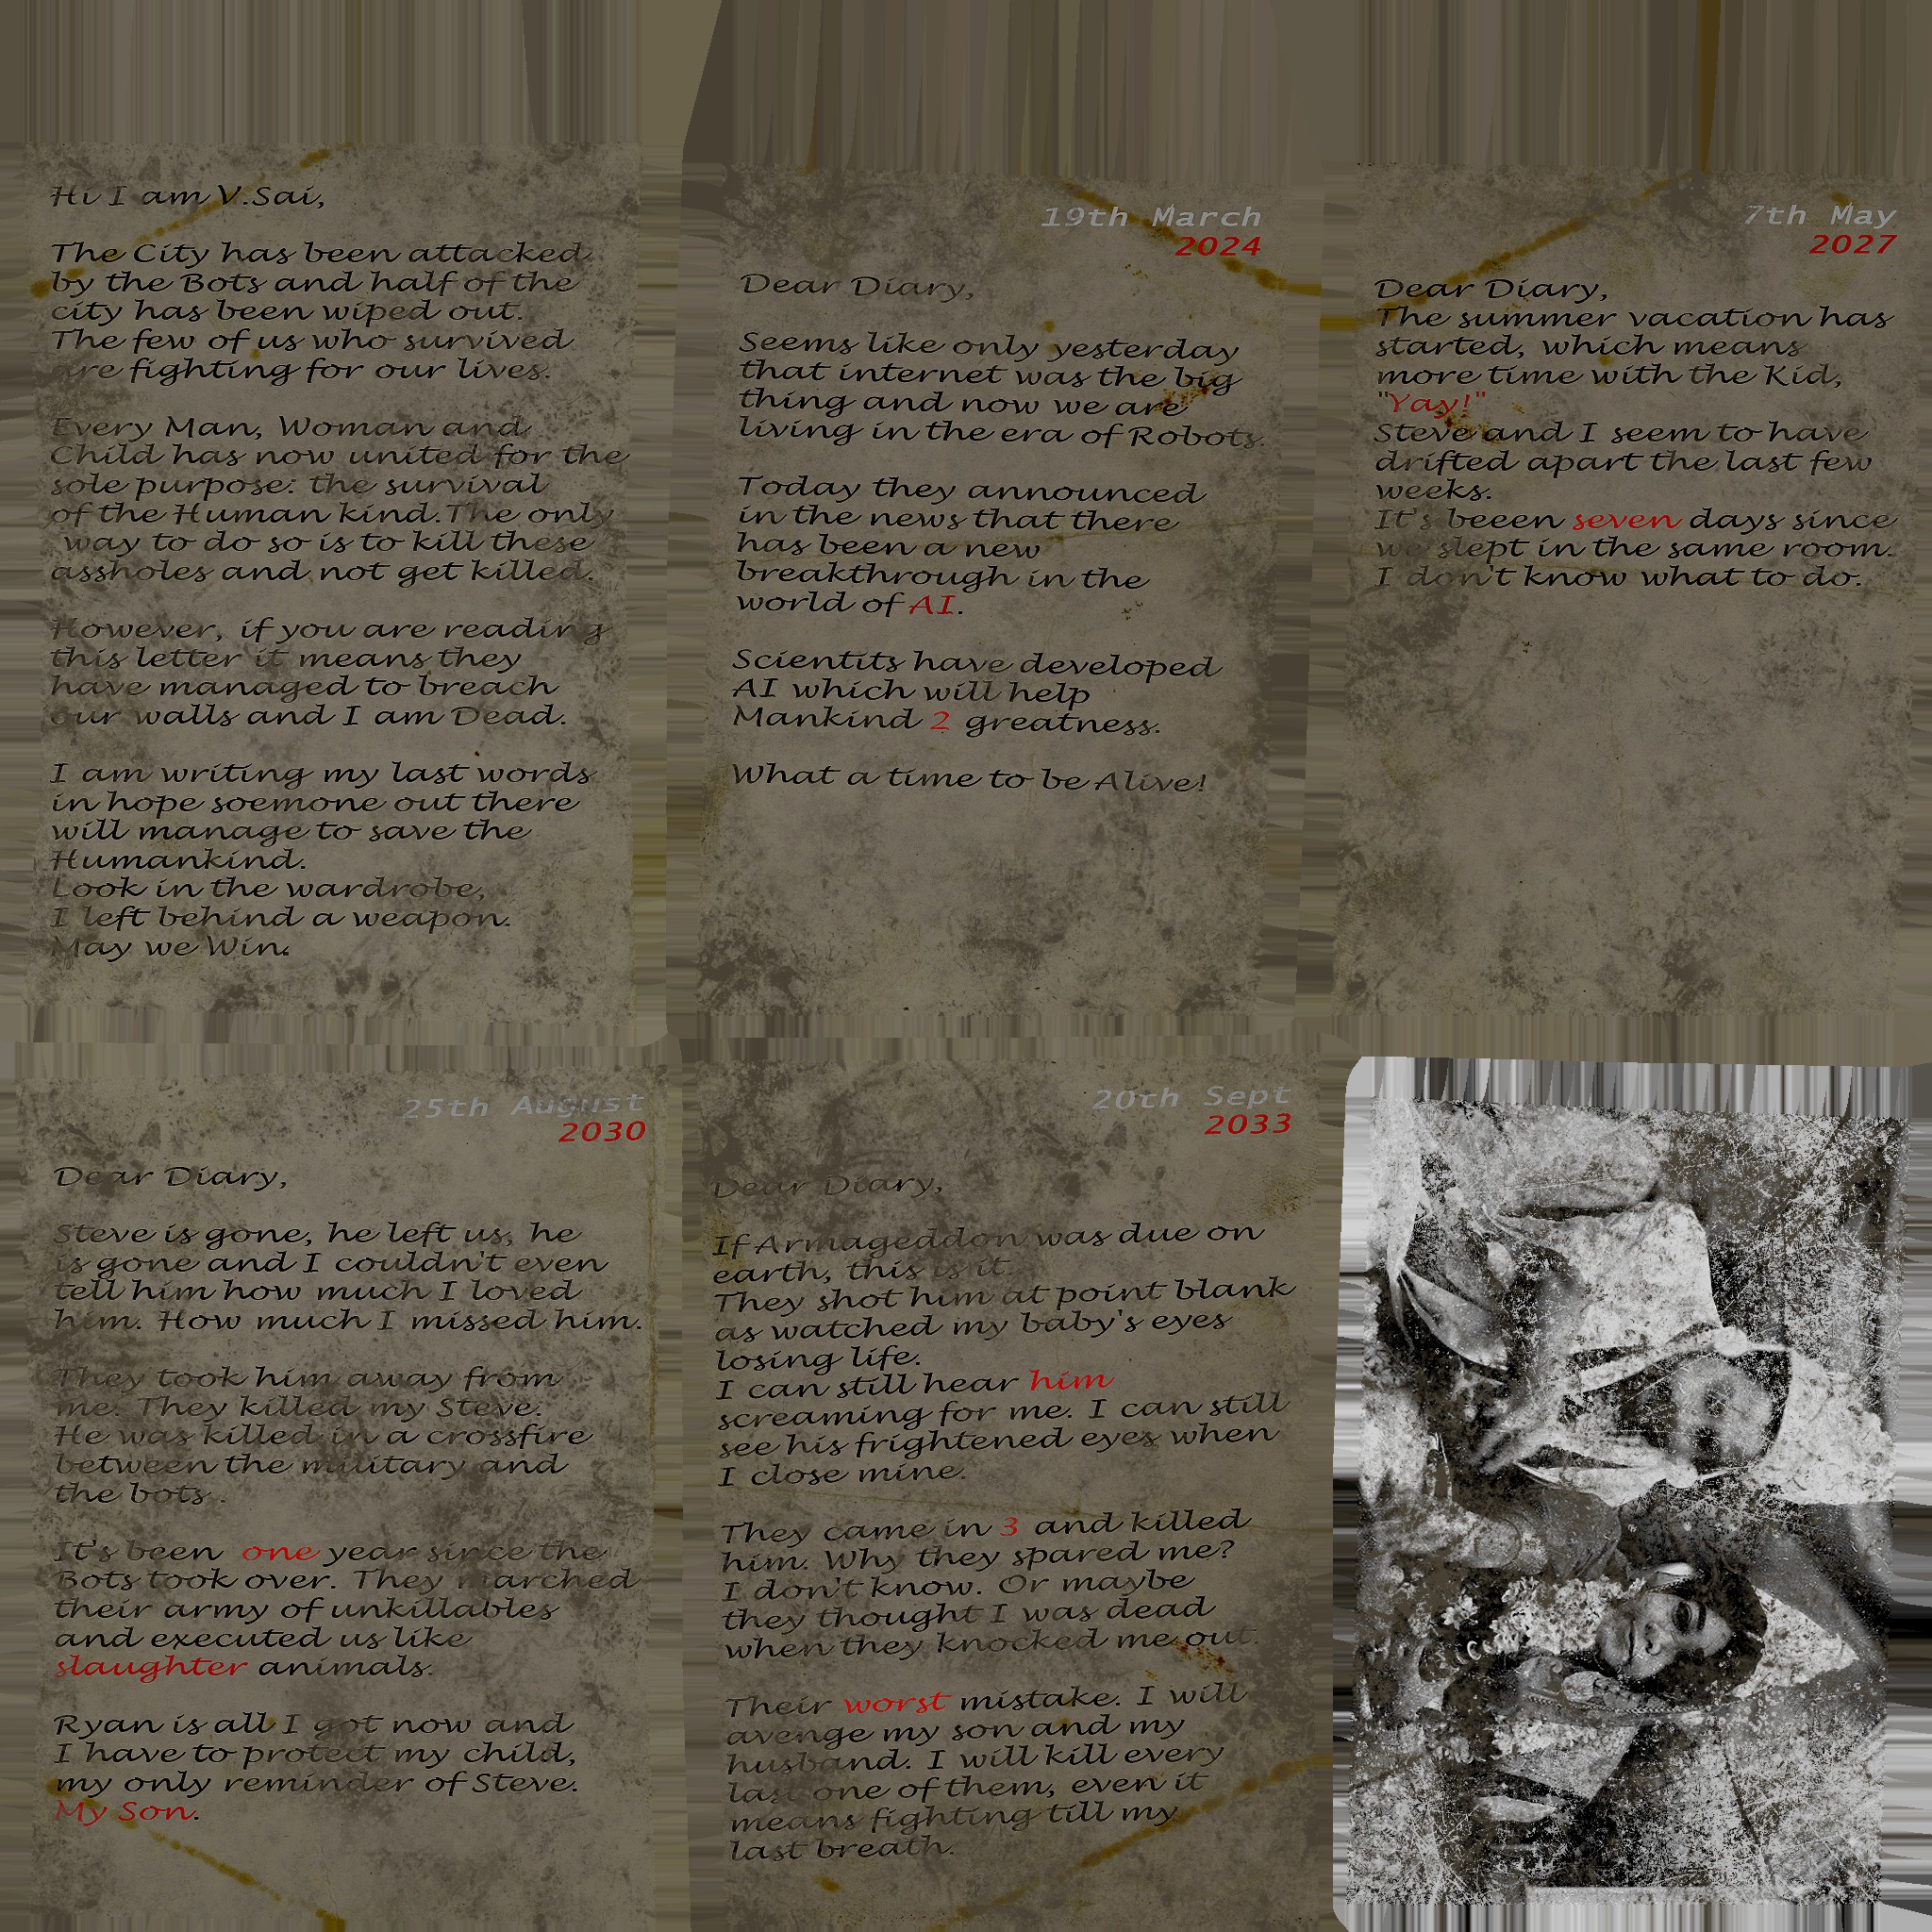 Hi I am V.Sai,
The City has been attacked
by the Bots and half of the
city has been wiped out.
The few of us who survived
are fighting for our lives.
Every Man, Woman and
Child has now united for the
sole purpose: the survival
of the Human kind.The only
way to do so is to kill these
assholes and not get killed.
However, if you are reading
this letter it means they
have managed to breach
our walls and I am Dead.
I am writing my last words
in hope soemone out there
will manage to save the
Humankind.
Look in the wardrobe,
I left behind a weapon.
May we Win.
19th March
2024
Dear Diary,
Seems like only yesterday
that internet was the big
thing and now we are
living in the era of Robots.
Today they announced
in the news that there
has been a new
breakthrough in the
world of AI.
Scientits have developed
AI which will help
Mankind 2 greatness.
What a time to be Alive!
7th May
2027
Dear Diary,
The summer vacation has
started, which means
more time with the Kid,
"Yay!"
Steve and I seem to have
drifted apart the last few
weeks.
It's beeen seven days since
we slept in the same room.
I don't know what to do.
25th August
2030
Dear Diary,
Steve is gone, he left us, he
is gone and I couldn't even
tell him how much I loved
him. How much I missed him.
They took him away from
me. They killed my Steve.
He was killed in a crossfire
between the military and
the bots .
It's been one year since the
Bots took over. They marched
their army of unkillables
and executed us like
slaughter animals.
Ryan is all I got now and
I have to protect my child,
my only reminder of Steve.
My Son.
20th Sept
2033
Dear Diary,
If Armageddon was due on
earth, this is it.
They shot him at point blank
as watched my baby's eyes
losing life.
I can still hear him
screaming for me. I can still
see his frightened eyes when
I close mine.
They came in 3 and killed
him. Why they spared me?
I don't know. Or maybe
they thought I was dead
when they knocked me out.
Their worst mistake. I will
avenge my son and my
husband. I will kill every
last one of them, even it
means fighting till my
last breath.